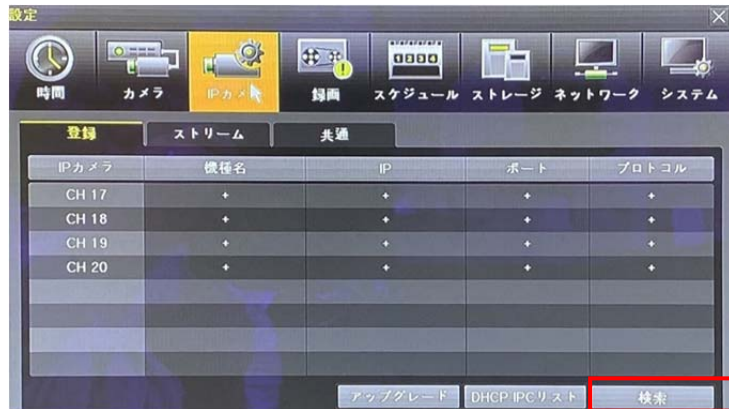 設定
時間 カメラ IPカメラ 録画 スケジュール ストレージ ネットワーク システム
登録 ストリーム 共通
IPカメラ 機種名 IP ポート プロトコル
CH 17 + + + +
CH 18 + + + +
CH 19 + + + +
CH 20 + + + +
アップグレード DHCP IPCリスト 検索